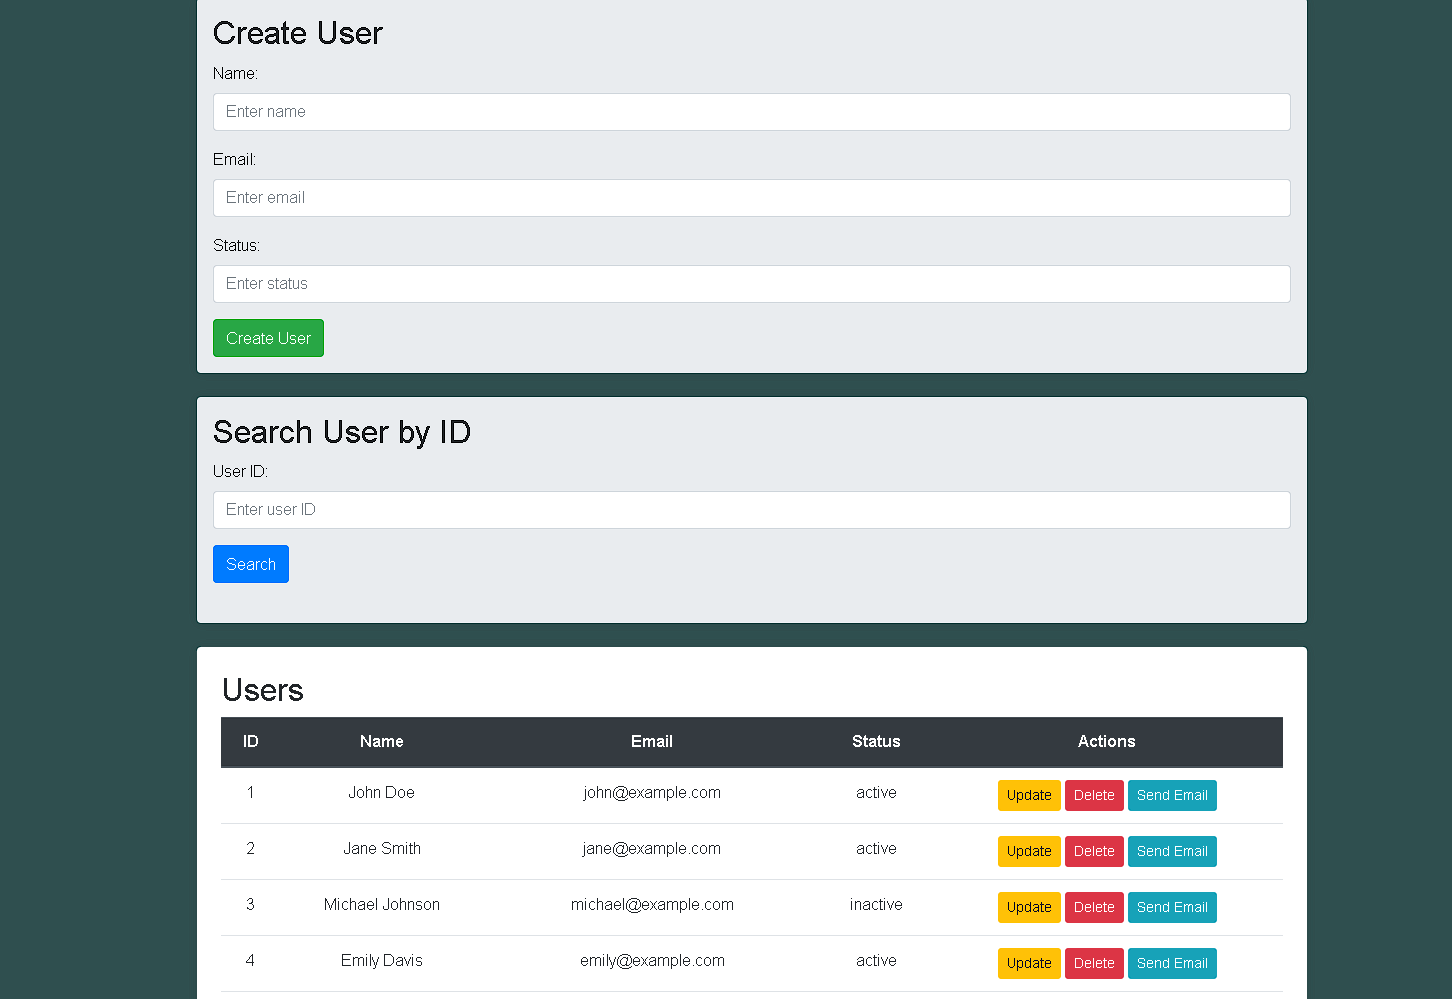 Create User
Name:
Enter name
Email:
Enter email
Status:
Enter status
Create User
Search User by ID
User ID:
Enter user ID
Search
Users
ID Name Email Status Actions
1 John Doe john@example.com active Update Delete Send Email
2 Jane Smith jane@example.com active Update Delete Send Email
3 Michael Johnson michael@example.com inactive Update Delete Send Email
4 Emily Davis emily@example.com active Update Delete Send Email